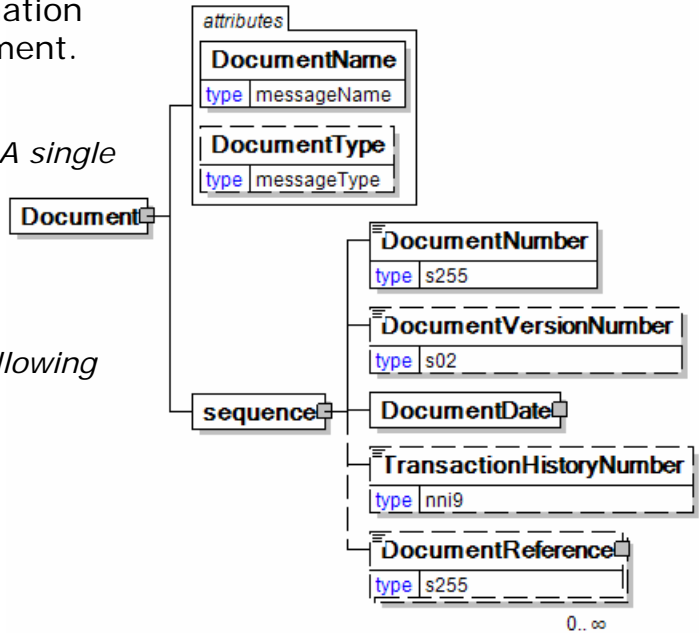 ation
ment.
A single
llowing
attributes
DocumentName
type messageName
DocumentType
type messageType
Document
DocumentNumber
type s255
DocumentVersionNumber
type s02
sequence
DocumentDate
TransactionHistoryNumber
type nni9
DocumentReference
type s255
0.. ∞